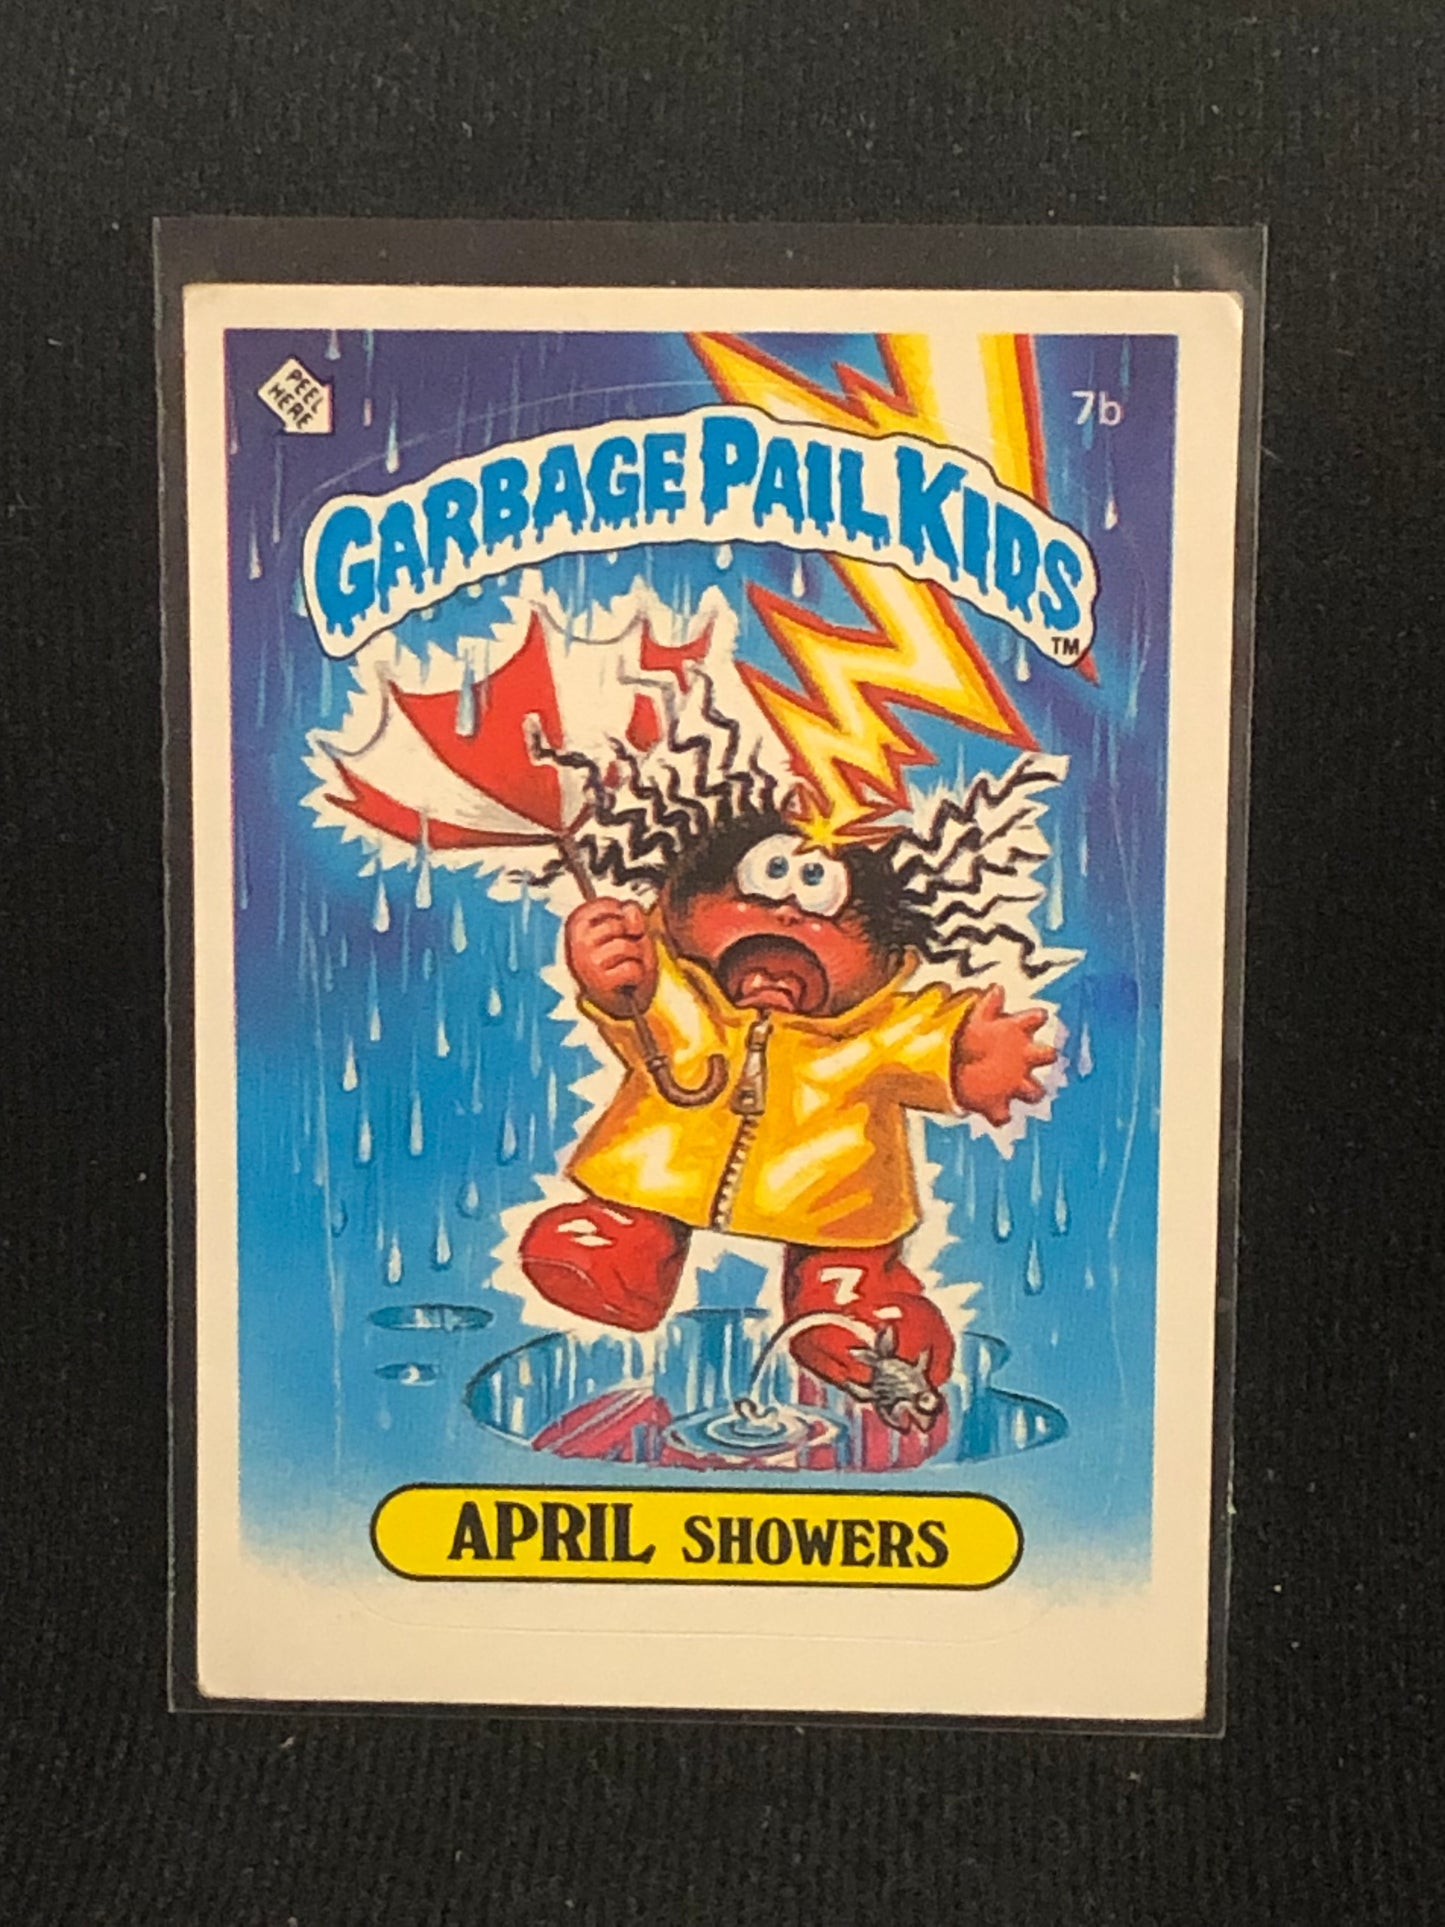 PEEL
HERE
7b
GARBAGE PAIL KIDS
TM
APRIL SHOWERS